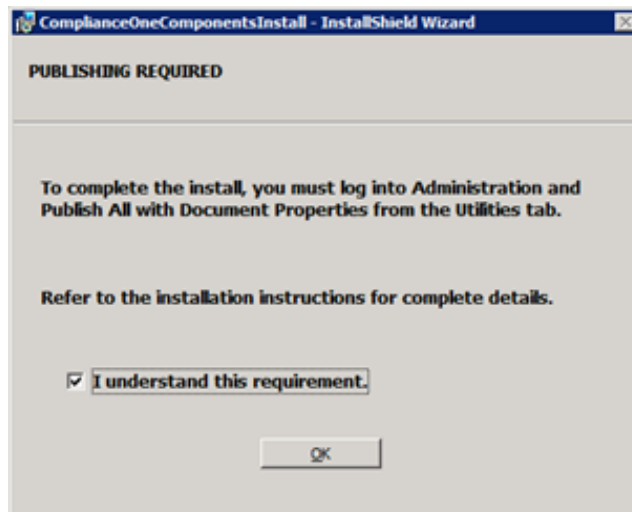 ComplianceOneComponentsInstall - InstallShield Wizard
PUBLISHING REQUIRED
To complete the install, you must log into Administration and
Publish All with Document Properties from the Utilities tab.
Refer to the installation instructions for complete details.
I understand this requirement.
OK